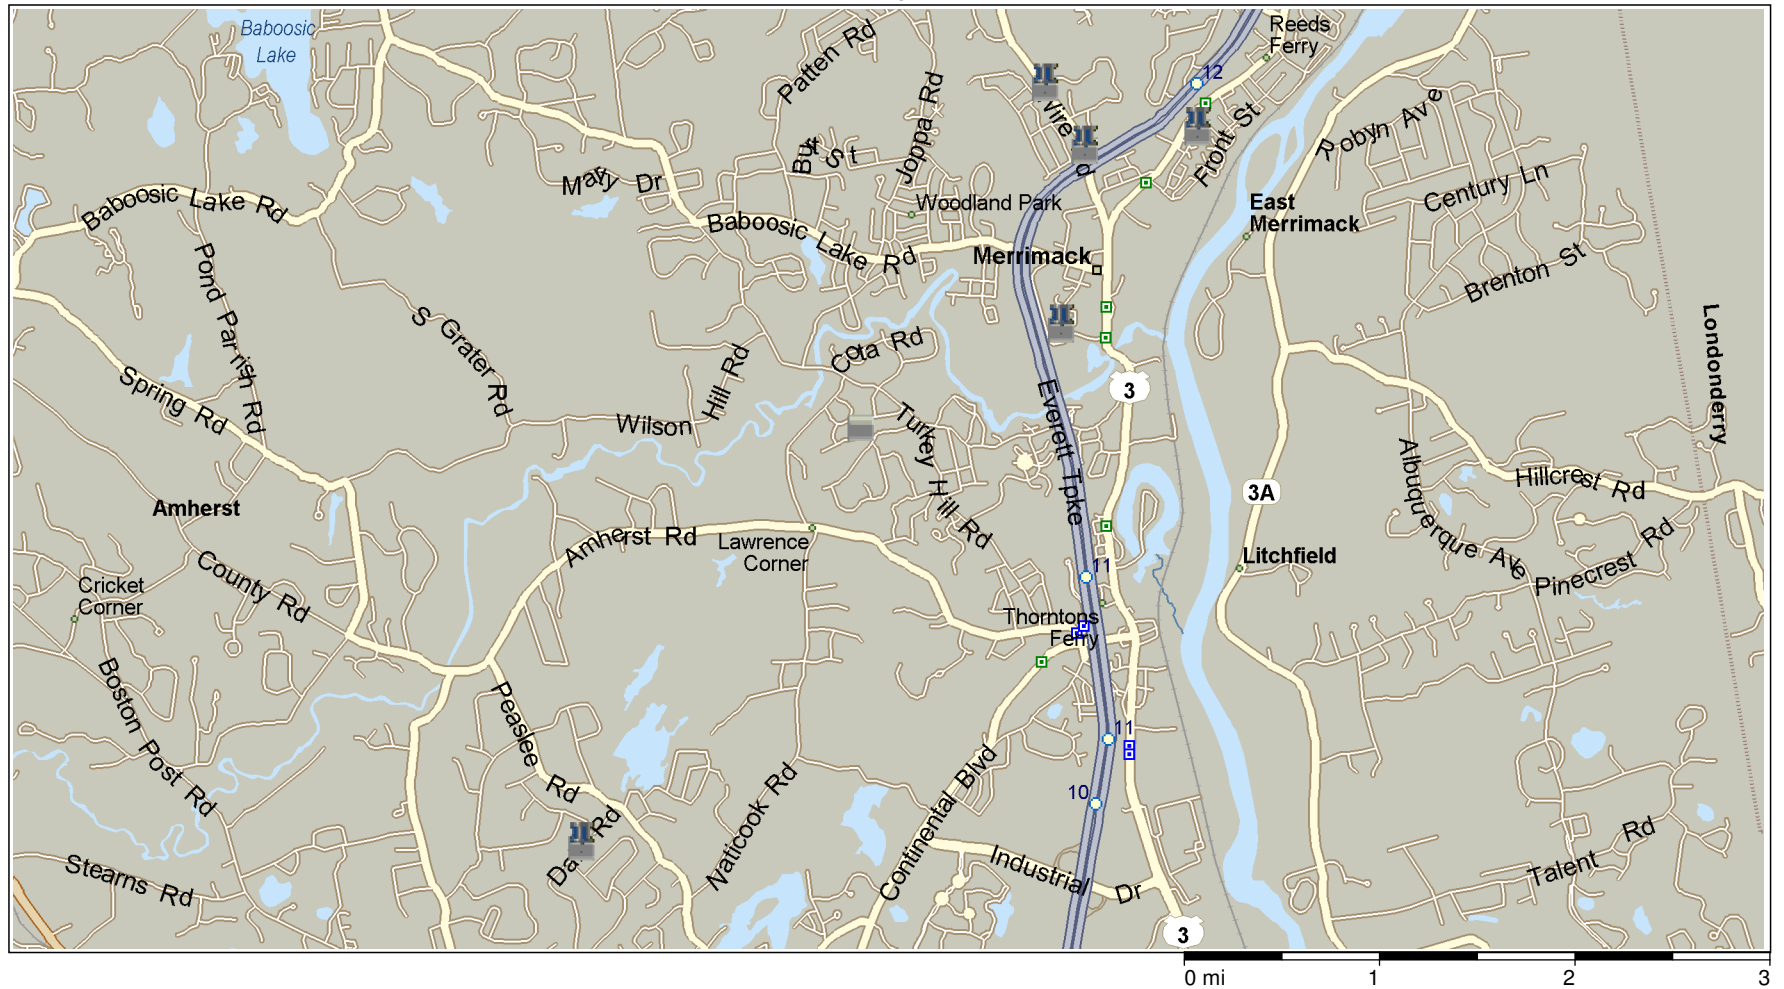 Baboosic
Lake
Patten Rd
Reeds
Ferry
12
Joppa Rd
Front St
Robyn Ave
Mary Dr
Century Ln
Baboosic Lake Rd
Woodland Park
East
Merrimack
Baboosic Lake Rd
Merrimack
Brenton St
Pond Parrish Rd
S Grater Rd
Cota Rd
Londonderry
Spring Rd
Hill Rd
Wilson
3
Everett Tpke
Turkey Hill Rd
Albuquerque Ave
Hillcrest Rd
3A
Amherst
Amherst Rd
Lawrence
Corner
Litchfield
Pinecrest Rd
11
County Rd
Cricket
Corner
Thorntons
Ferry
Boston Post Rd
Peaslee Rd
11
10
Continental Blvd
Naticook Rd
Rd
Talent Rd
Industrial Dr
Stearns Rd
3
0 mi 1 2 3